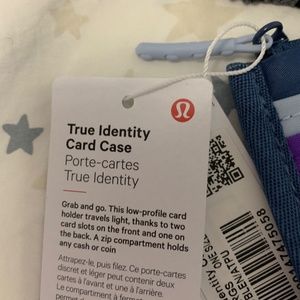 True Identity
Card Case
Porte-cartes
True Identity
Grab and go. This low-profile card
holder travels light, thanks to two
card slots on the front and one on
the back. A zip compartment holds
any cash or coin
Attrapez-le, puis filez. Ce porte-cartes
discret et léger peut contenir deux
cartes à l'avant et une à l'arrière.
Le compartiment à fermet
ONE SIZE